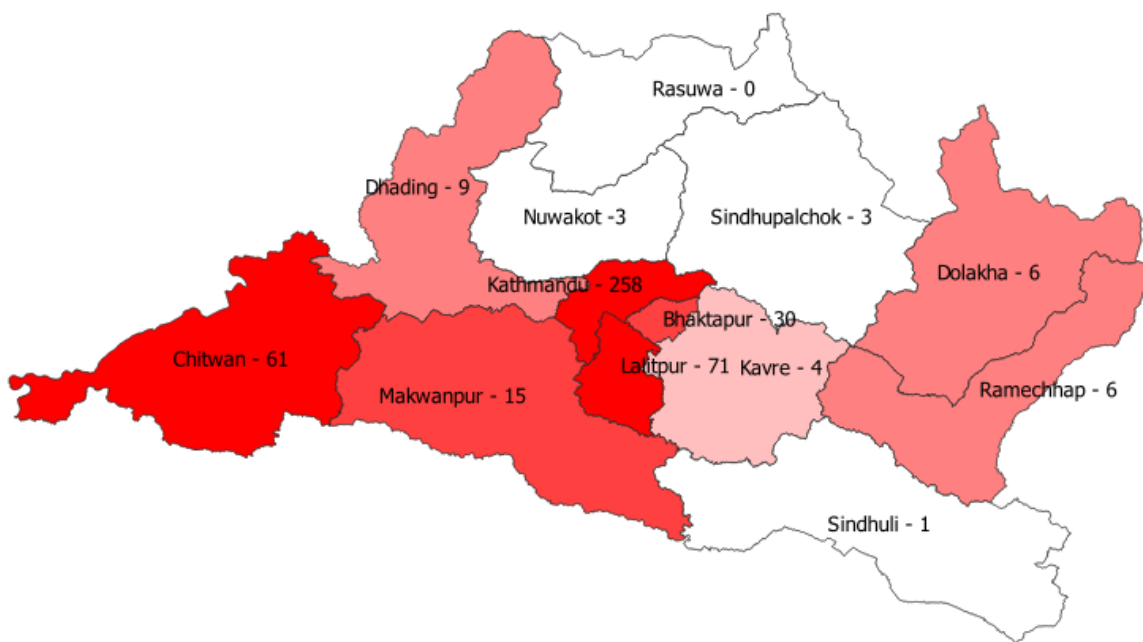 Rasuwa - 0
Dhading - 9
Nuwakot -3
Sindhupalchok - 3
Dolakha - 6
Kathmandu - 258
Bhaktapur - 30
Chitwan - 61
Lalitpur - 71
Kavre - 4
Makwanpur - 15
Ramechhap - 6
Sindhuli - 1